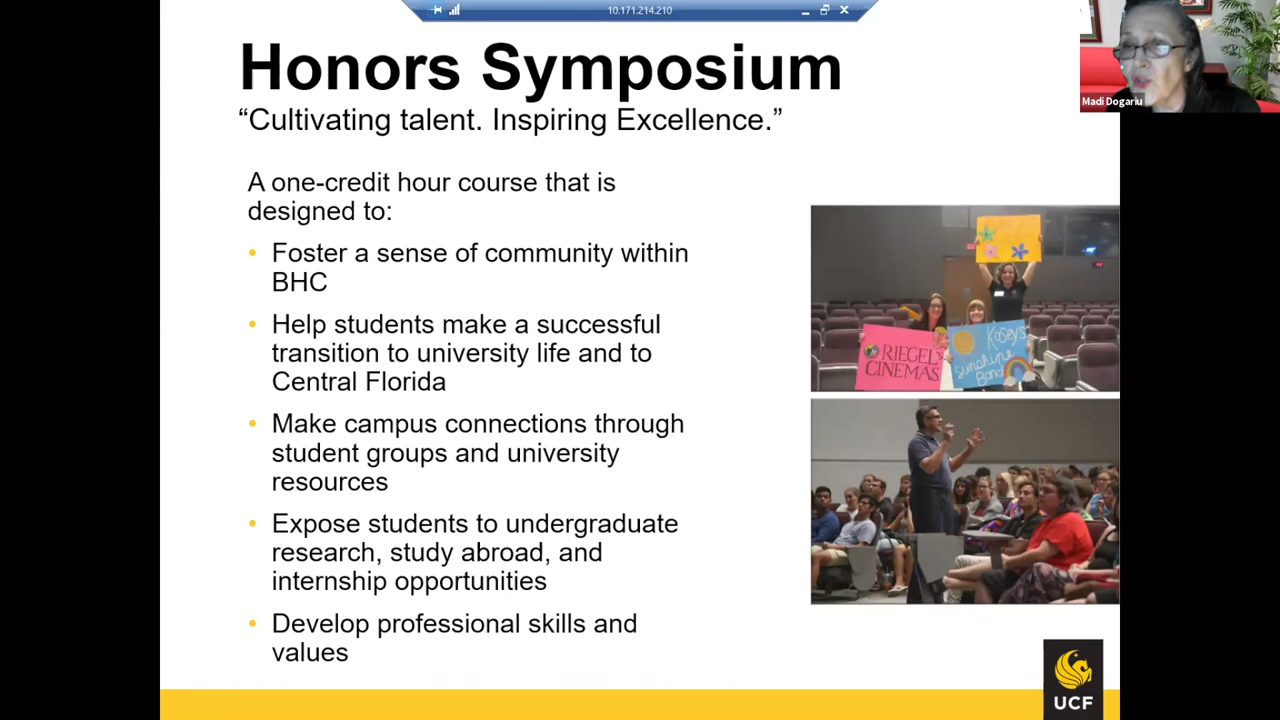 10.171.214.210
Honors Symposium
“Cultivating talent. Inspiring Excellence.”
Madi Dogariu
A one-credit hour course that is
designed to:
• Foster a sense of community within
BHC
• Help students make a successful
transition to university life and to
Central Florida
• Make campus connections through
student groups and university
resources
• Expose students to undergraduate
research, study abroad, and
internship opportunities
• Develop professional skills and
values
RIEGEL
CINEMAS
Kasey's
Sunshine
Band
UCF